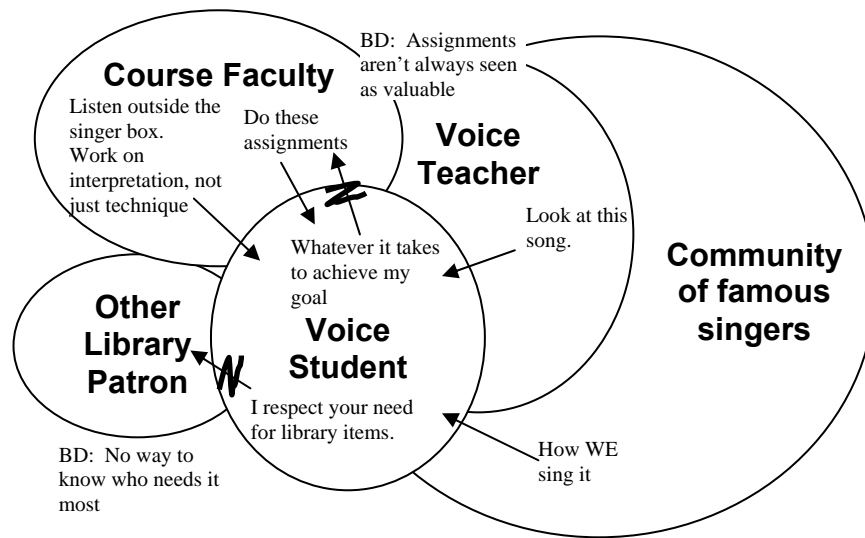 BD:  Assignments
aren't always seen
as valuable
Course Faculty
Listen outside the
singer box.
Work on
interpretation, not
just technique
Do these
assignments
Voice
Teacher
Look at this
song.
Community
of famous
singers
Whatever it takes
to achieve my
goal
Voice
Student
Other
Library
Patron
I respect your need
for library items.
How WE
sing it
BD:  No way to
know who needs it
most